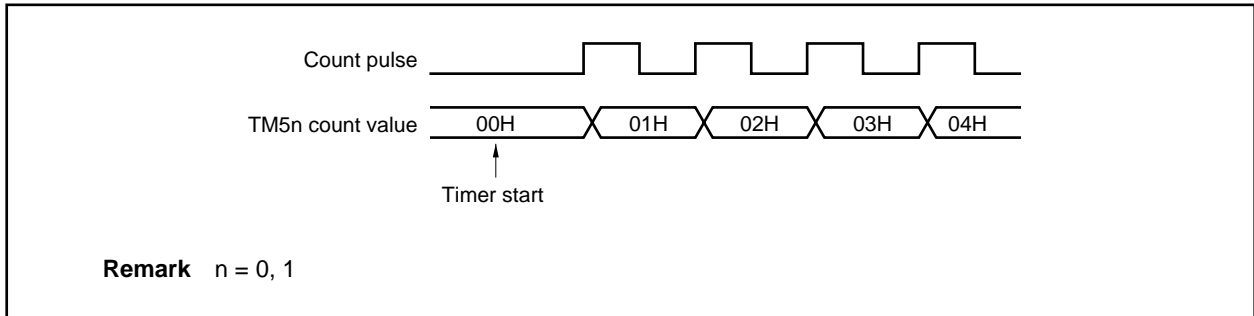 Count pulse
TM5n count value 00H 01H 02H 03H 04H
Timer start
Remark n = 0, 1